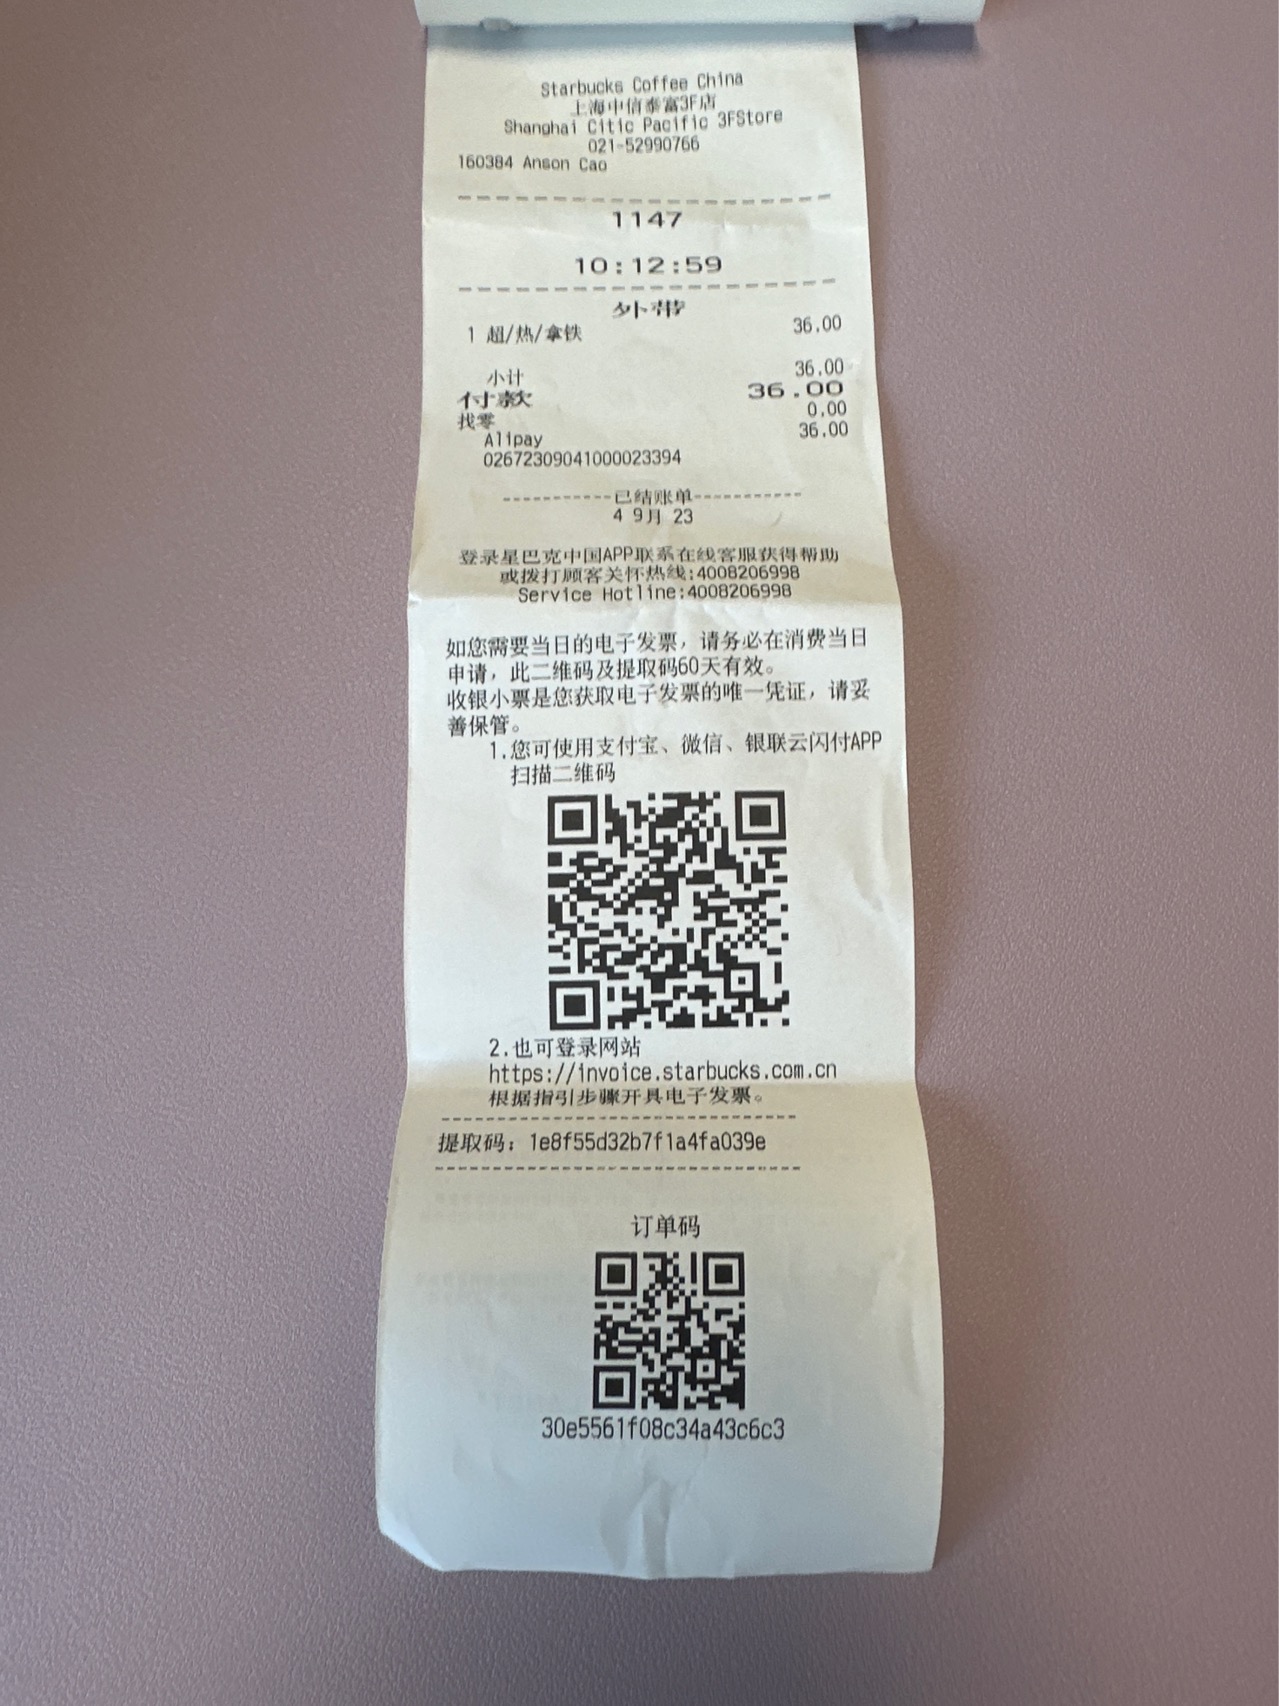 Starbucks Coffee China
上海中信泰富3F店
Shanghai Citic Pacific 3FStore
021-52990766
160384 Anson Cao
1147
10:12:59
外带
1 超/热/拿铁 36.00
小计 36.00
付款 36.00
找零 0.00
Alipay 36.00
02672309041000023394
-----------已结账单-----------
4 9月 23
登录星巴克中国APP联系在线客服获得帮助
或拨打顾客关怀热线:4008206998
Service Hotline:4008206998
如您需要当日的电子发票，请务必在消费当日
申请，此二维码及提取码60天有效。
收银小票是您获取电子发票的唯一凭证，请妥
善保管。
1.您可使用支付宝、微信、银联云闪付APP
扫描二维码
2.也可登录网站
https://invoice.starbucks.com.cn
根据指引步骤开具电子发票。
提取码：1e8f55d32b7f1a4fa039e
订单码
30e5561f08c34a43c6c3